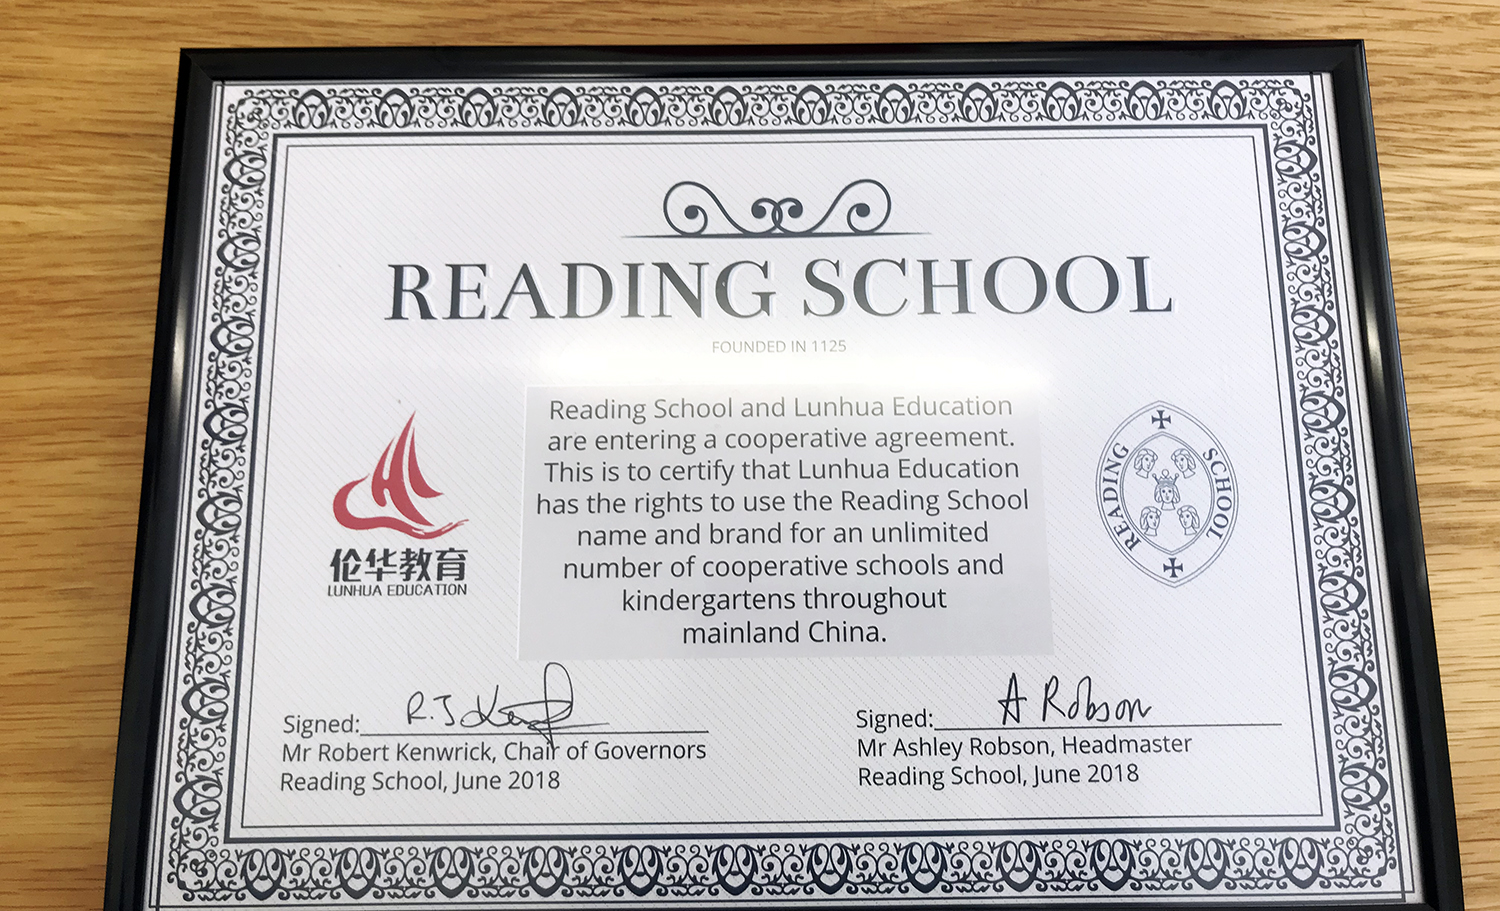 READING SCHOOL
FOUNDED IN 1125
Reading School and Lunhua Education
are entering a cooperative agreement.
This is to certify that Lunhua Education
has the rights to use the Reading School
name and brand for an unlimited
number of cooperative schools and
kindergartens throughout
mainland China.
伦华教育
LUNHUA EDUCATION
READING SCHOOL
Signed: R.J. Kenwrick
Mr Robert Kenwrick, Chair of Governors
Reading School, June 2018
Signed: A Robson
Mr Ashley Robson, Headmaster
Reading School, June 2018